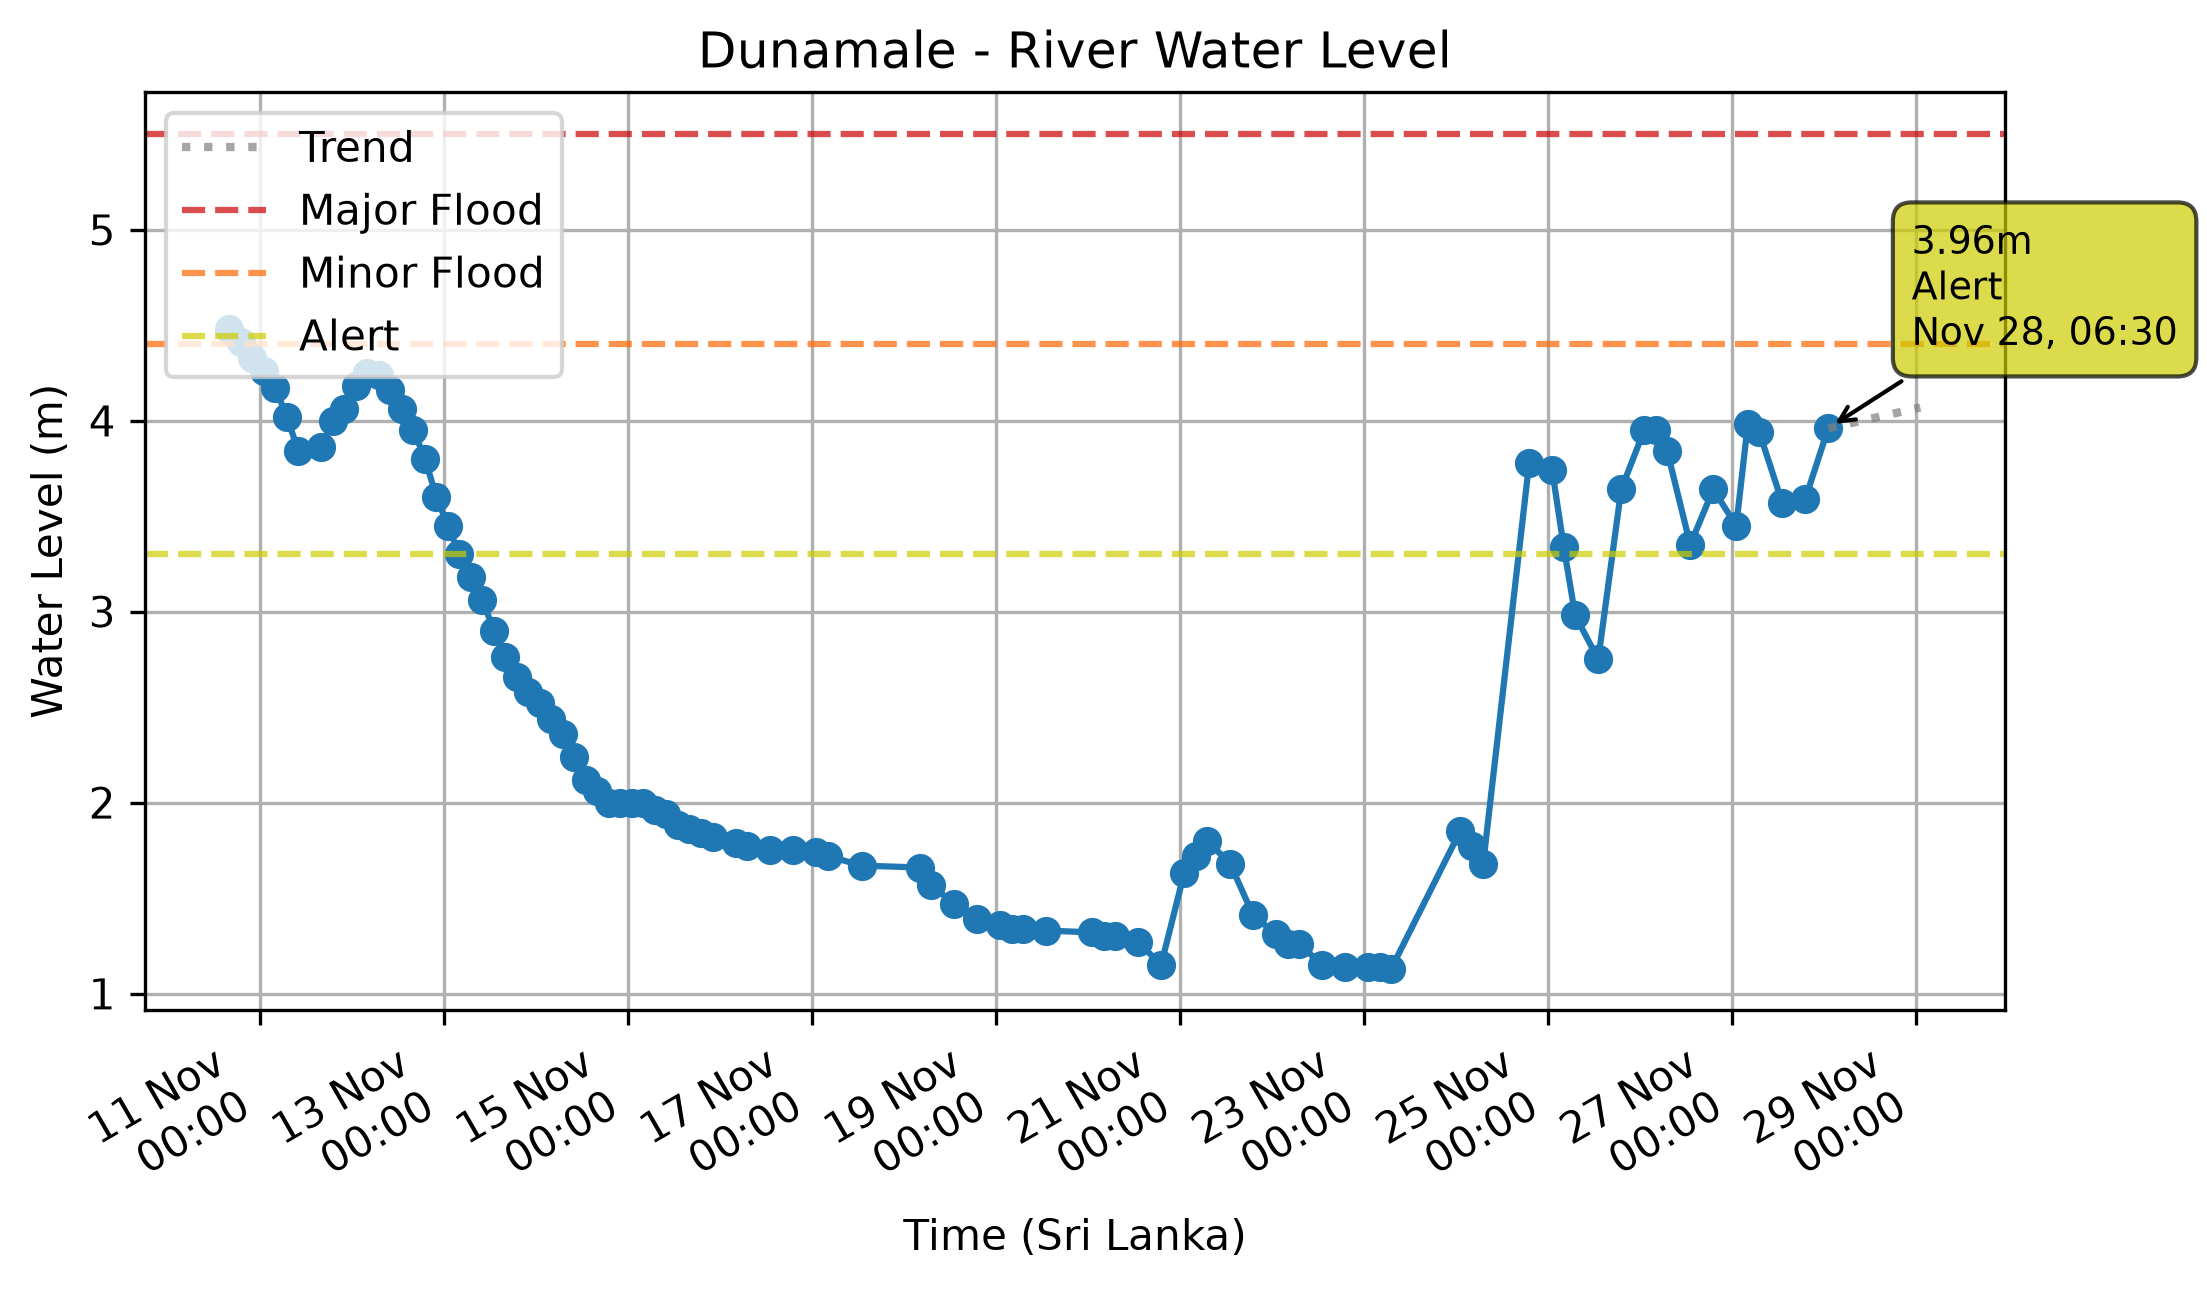 Dunamale - River Water Level
Trend
Major Flood
Minor Flood
Alert
3.96m
Alert
Nov 28, 06:30
Water Level (m)
5
4
3
2
1
11 Nov
00:00
13 Nov
00:00
15 Nov
00:00
17 Nov
00:00
19 Nov
00:00
21 Nov
00:00
23 Nov
00:00
25 Nov
00:00
27 Nov
00:00
29 Nov
00:00
Time (Sri Lanka)